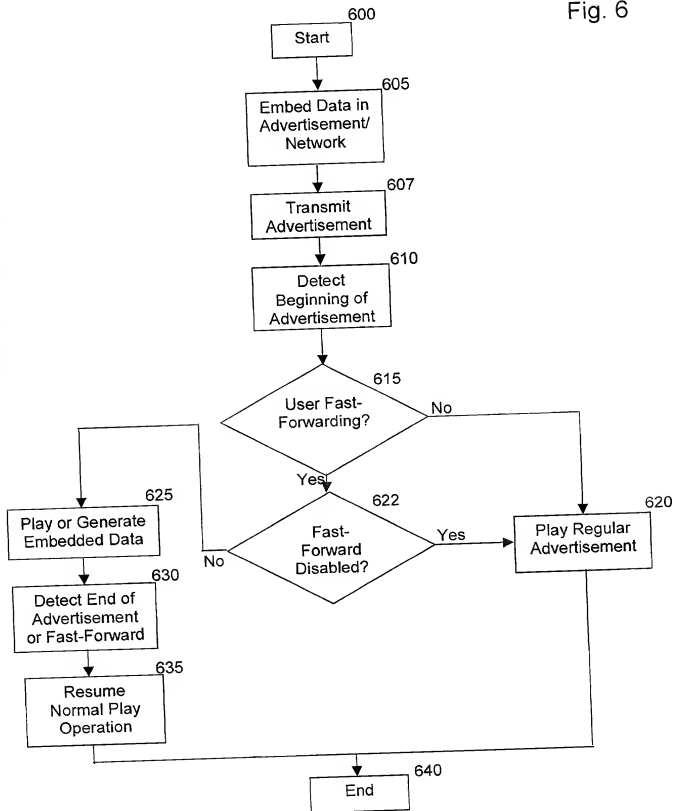 Fig. 6
600
Start
605
Embed Data in
Advertisement/
Network
607
Transmit
Advertisement
610
Detect
Beginning of
Advertisement
615
User Fast-
Forwarding?
No
Yes
622
Fast-
Forward
Disabled?
Yes
No
620
Play Regular
Advertisement
625
Play or Generate
Embedded Data
630
Detect End of
Advertisement
or Fast-Forward
635
Resume
Normal Play
Operation
640
End